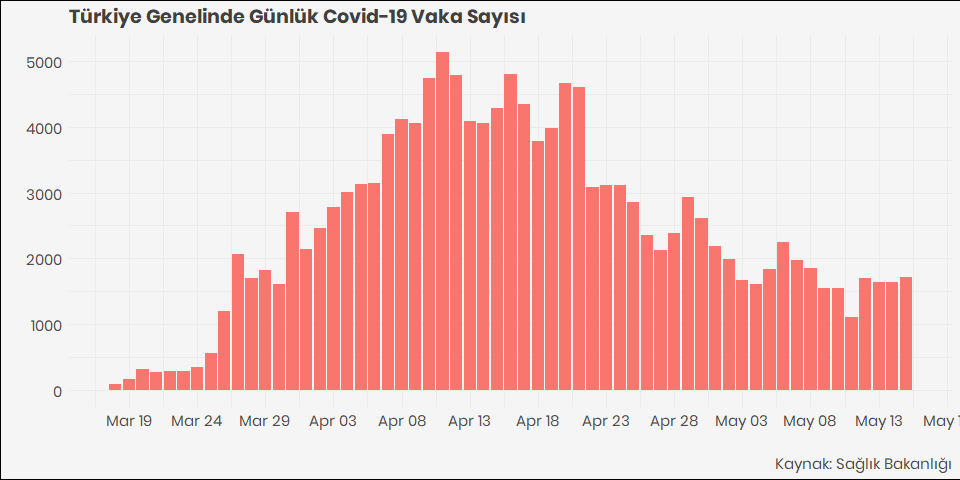 Türkiye Genelinde Günlük Covid-19 Vaka Sayısı
5000
4000
3000
2000
1000
0
Mar 19 Mar 24 Mar 29 Apr 03 Apr 08 Apr 13 Apr 18 Apr 23 Apr 28 May 03 May 08 May 13 May
Kaynak: Sağlık Bakanlığı